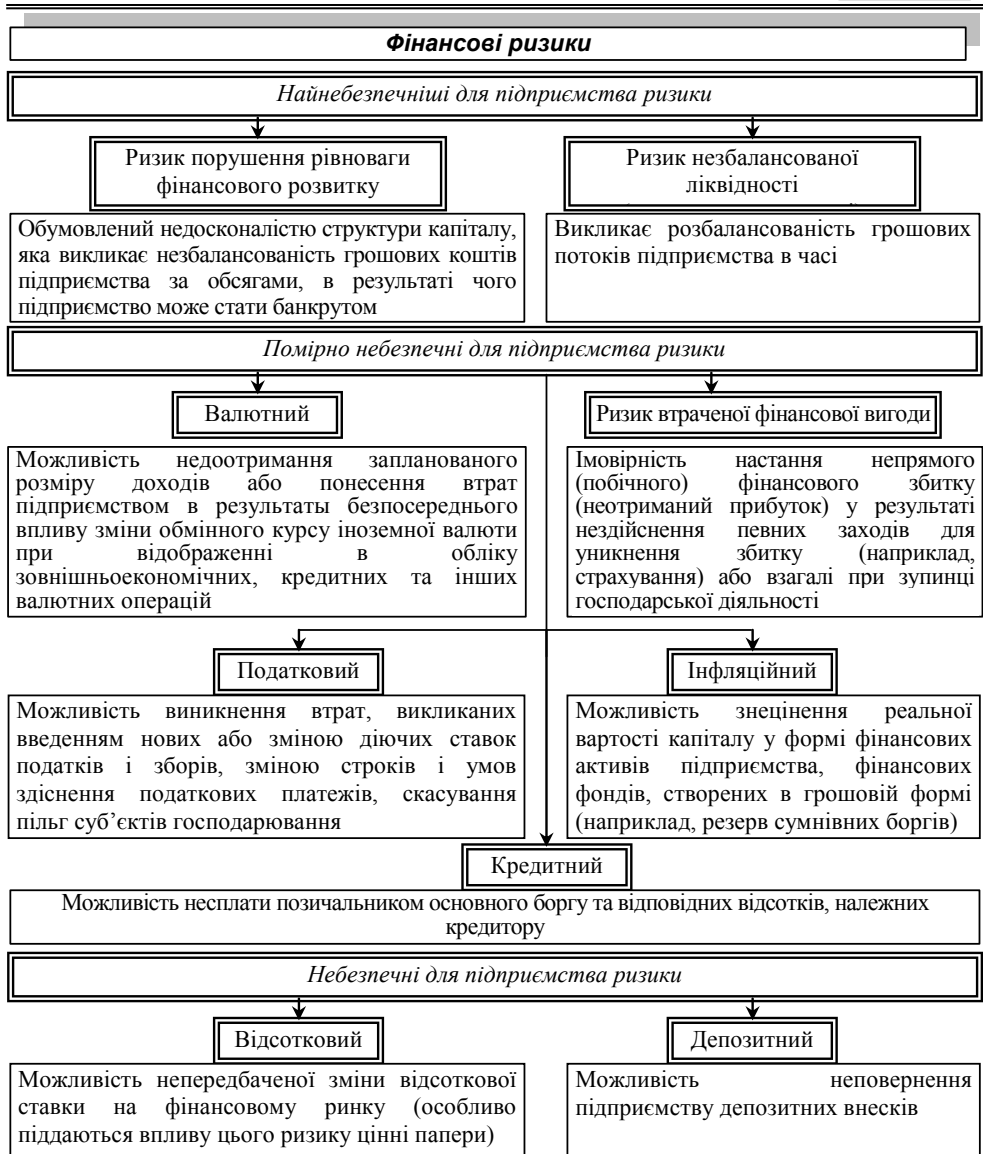 Фінансові ризики
Найнебезпечніші для підприємства ризики
Ризик порушення рівноваги
фінансового розвитку
Ризик незбалансованої
ліквідності
Обумовлений недосконалістю структури капіталу,
яка викликає незбалансованість грошових коштів
підприємства за обсягами, в результаті чого
підприємство може стати банкрутом
Викликає розбалансованість грошових
потоків підприємства в часі
Помірно небезпечні для підприємства ризики
Валютний
Ризик втраченої фінансової вигоди
Можливість недоотримання запланованого
розміру доходів або понесення втрат
підприємством в результаты безпосереднього
впливу зміни обмінного курсу іноземної валюти
при відображенні в обліку
зовнішньоекономічних, кредитних та інших
валютних операцій
Імовірність настання непрямого
(побічного) фінансового збитку
(неотриманий прибуток) у результаті
нездійснення певних заходів для
уникнення збитку (наприклад,
страхування) або взагалі при зупинці
господарської діяльності
Податковий
Інфляційний
Можливість виникнення втрат, викликаних
введенням нових або зміною діючих ставок
податків і зборів, зміною строків і умов
здіснення податкових платежів, скасування
пільг суб’єктів господарювання
Можливість знецінення реальної
вартості капіталу у формі фінансових
активів підприємства, фінансових
фондів, створених в грошовій формі
(наприклад, резерв сумнівних боргів)
Кредитний
Можливість несплати позичальником основного боргу та відповідних відсотків, належних
кредитору
Небезпечні для підприємства ризики
Відсотковий
Депозитний
Можливість непередбаченої зміни відсоткової
ставки на фінансовому ринку (особливо
піддаються впливу цього ризику цінні папери)
Можливість неповернення
підприємству депозитних внесків